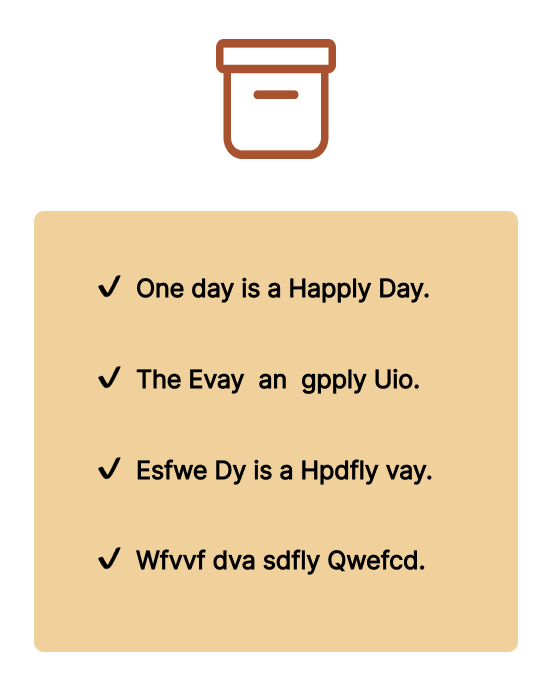 ✓ One day is a Happly Day.
✓ The Evay  an  gpply Uio.
✓ Esfwe Dy is a Hpdfly vay.
✓ Wfvvf dva sdfly Qwefcd.